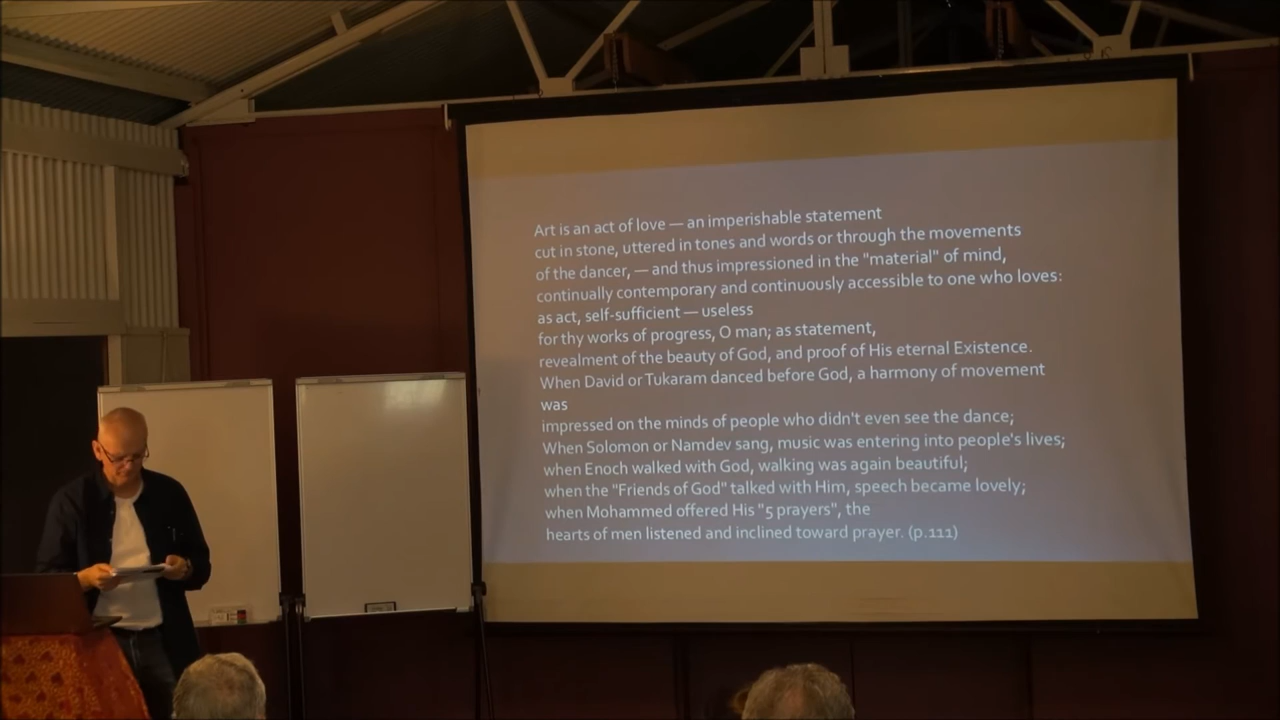 Art is an act of love — an imperishable statement
cut in stone, uttered in tones and words or through the movements
of the dancer, — and thus impressioned in the "material" of mind,
continually contemporary and continuously accessible to one who loves:
as act, self-sufficient — useless
for thy works of progress, O man; as statement,
revealment of the beauty of God, and proof of His eternal Existence.
When David or Tukaram danced before God, a harmony of movement
was
impressed on the minds of people who didn't even see the dance;
When Solomon or Namdev sang, music was entering into people's lives;
when Enoch walked with God, walking was again beautiful;
when the "Friends of God" talked with Him, speech became lovely;
when Mohammed offered His "5 prayers", the
hearts of men listened and inclined toward prayer. (p.111)